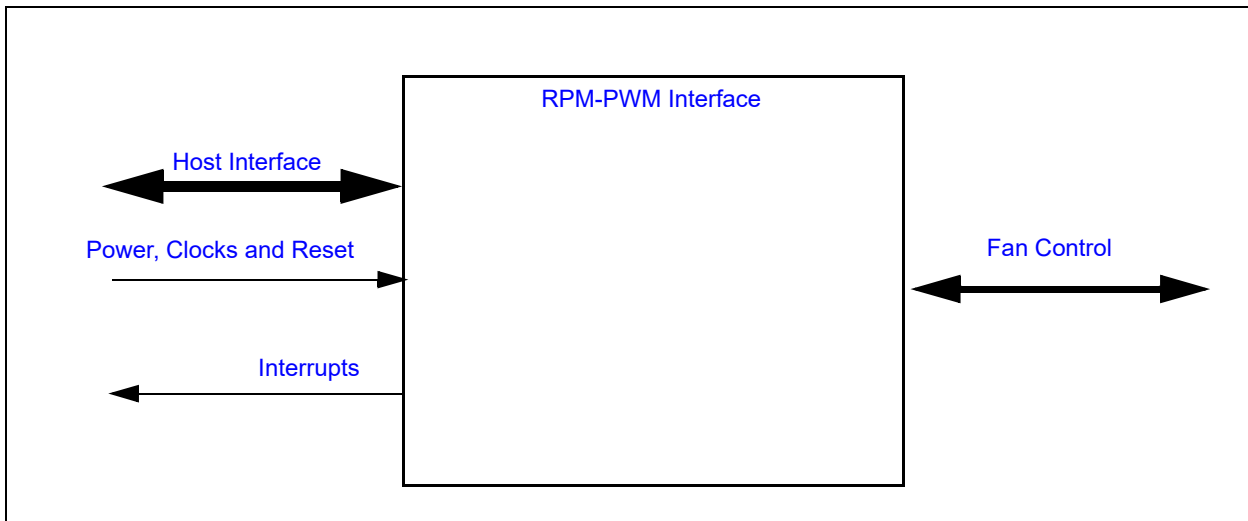 RPM-PWM Interface
Host Interface
Power, Clocks and Reset
Fan Control
Interrupts